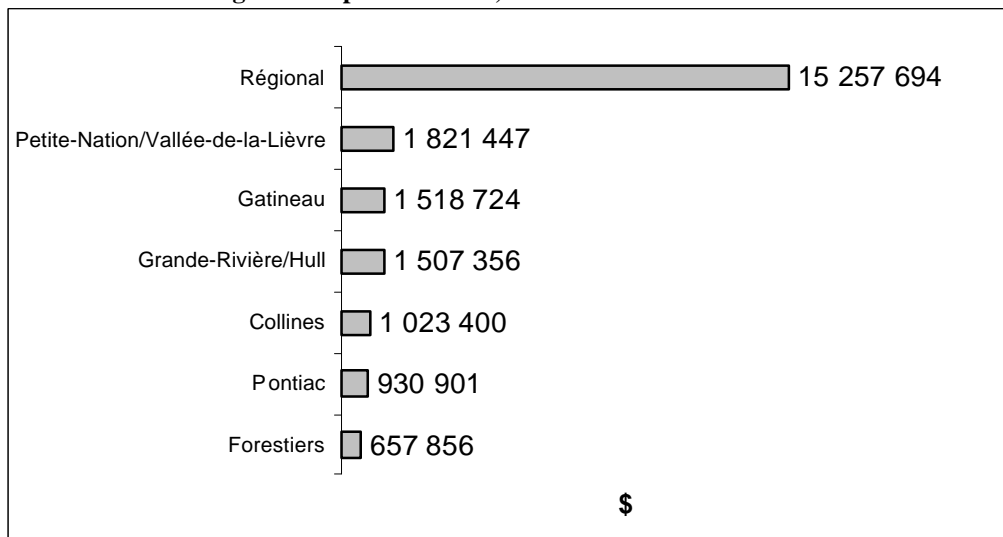 Régional 15 257 694
Petite-Nation/Vallée-de-la-Lièvre 1 821 447
Gatineau 1 518 724
Grande-Rivière/Hull 1 507 356
Collines 1 023 400
Pontiac 930 901
Forestiers 657 856
$